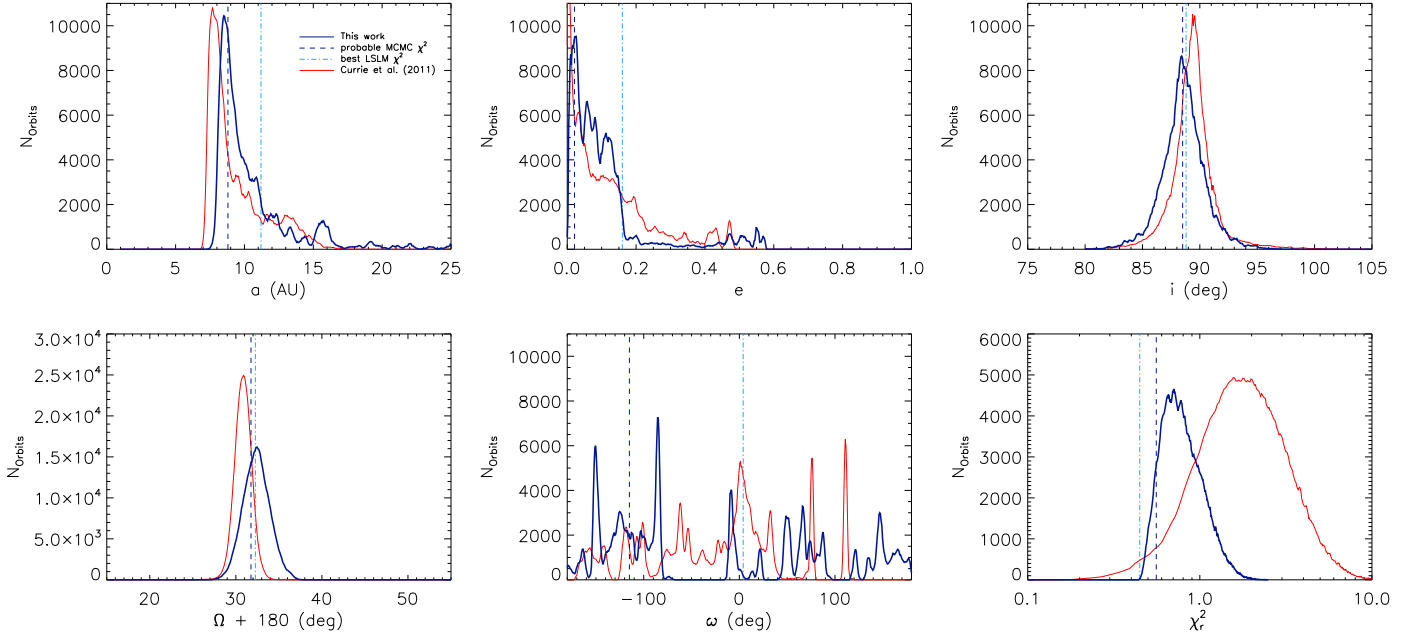 This work
probable MCMC χ²
best LSLM χ²
Currie et al. (2011)
N_Orbits
10000
8000
6000
4000
2000
0
0 5 10 15 20 25
a (AU)
N_Orbits
10000
8000
6000
4000
2000
0
0.0 0.2 0.4 0.6 0.8 1.0
e
N_Orbits
10000
8000
6000
4000
2000
0
75 80 85 90 95 100 105
i (deg)
N_Orbits
3.0×10⁴
2.5×10⁴
2.0×10⁴
1.5×10⁴
1.0×10⁴
5.0×10³
20 30 40 50
Ω + 180 (deg)
N_Orbits
10000
8000
6000
4000
2000
0
−100 0 100
ω (deg)
N_Orbits
6000
5000
4000
3000
2000
1000
0
0.1 1.0 10.0
χ²_r